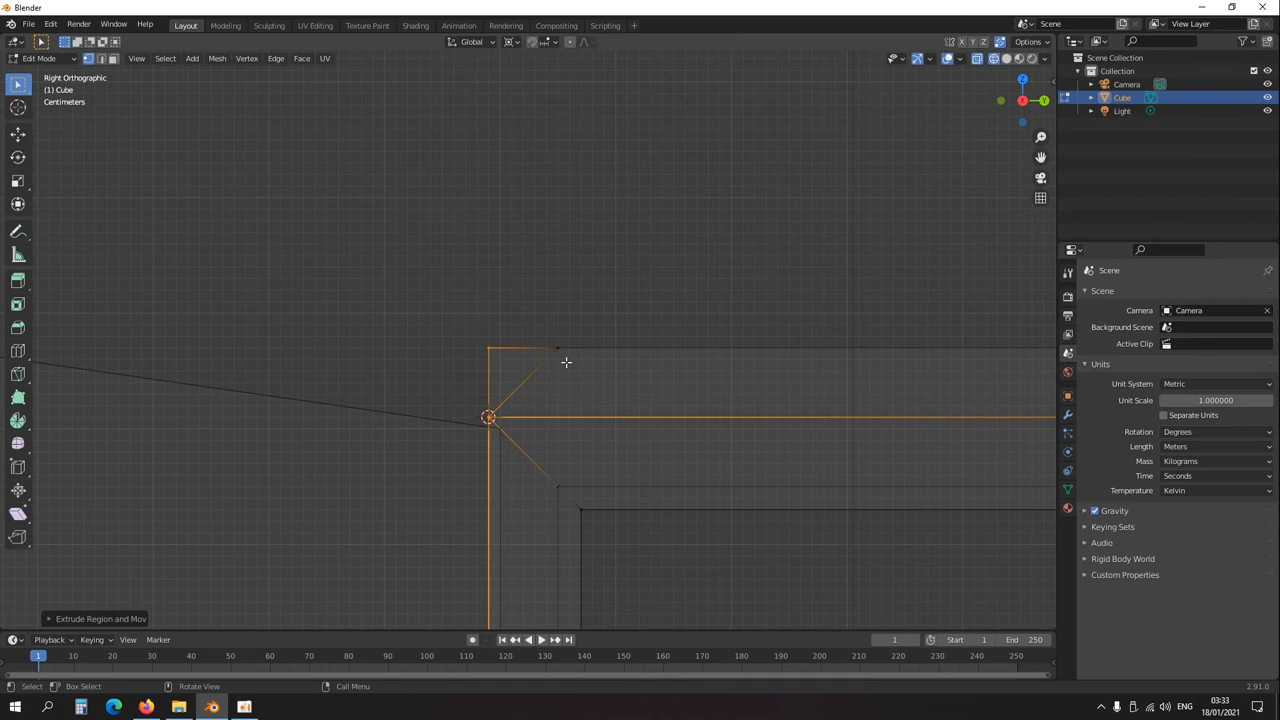 Blender
File Edit Render Window Help
Layout Modeling Sculpting UV Editing Texture Paint Shading Animation Rendering Compositing Scripting +
Scene
View Layer
Global
X Y Z
Options
Edit Mode
View Select Add Mesh Vertex Edge Face UV
Right Orthographic
(1) Cube
Centimeters
Z
X
Y
Scene Collection
Collection
Camera
Cube
Light
Scene
Scene
Camera Camera
Background Scene
Active Clip
Units
Unit System Metric
Unit Scale 1.000000
Separate Units
Rotation Degrees
Length Meters
Mass Kilograms
Time Seconds
Temperature Kelvin
Gravity
Keying Sets
Audio
Rigid Body World
Custom Properties
Extrude Region and Mov
Playback Keying View Marker
1 Start 1 End 250
1 10 20 30 40 50 60 70 80 90 100 110 120 130 140 150 160 170 180 190 200 210 220 230 240 250
Select Box Select Rotate View Call Menu 2.91.0
ENG
03:33
18/01/2021